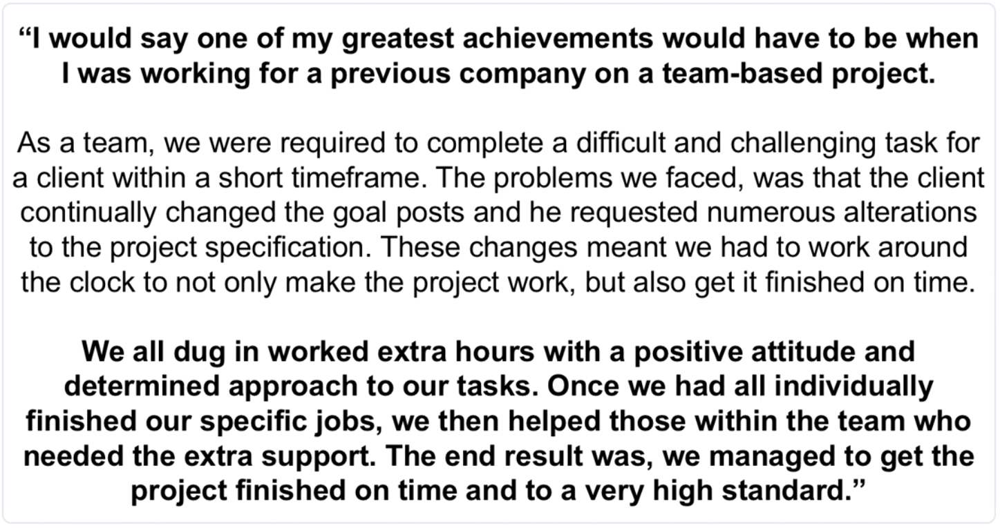 “I would say one of my greatest achievements would have to be when
I was working for a previous company on a team-based project.
As a team, we were required to complete a difficult and challenging task for
a client within a short timeframe. The problems we faced, was that the client
continually changed the goal posts and he requested numerous alterations
to the project specification. These changes meant we had to work around
the clock to not only make the project work, but also get it finished on time.
We all dug in worked extra hours with a positive attitude and
determined approach to our tasks. Once we had all individually
finished our specific jobs, we then helped those within the team who
needed the extra support. The end result was, we managed to get the
project finished on time and to a very high standard.”